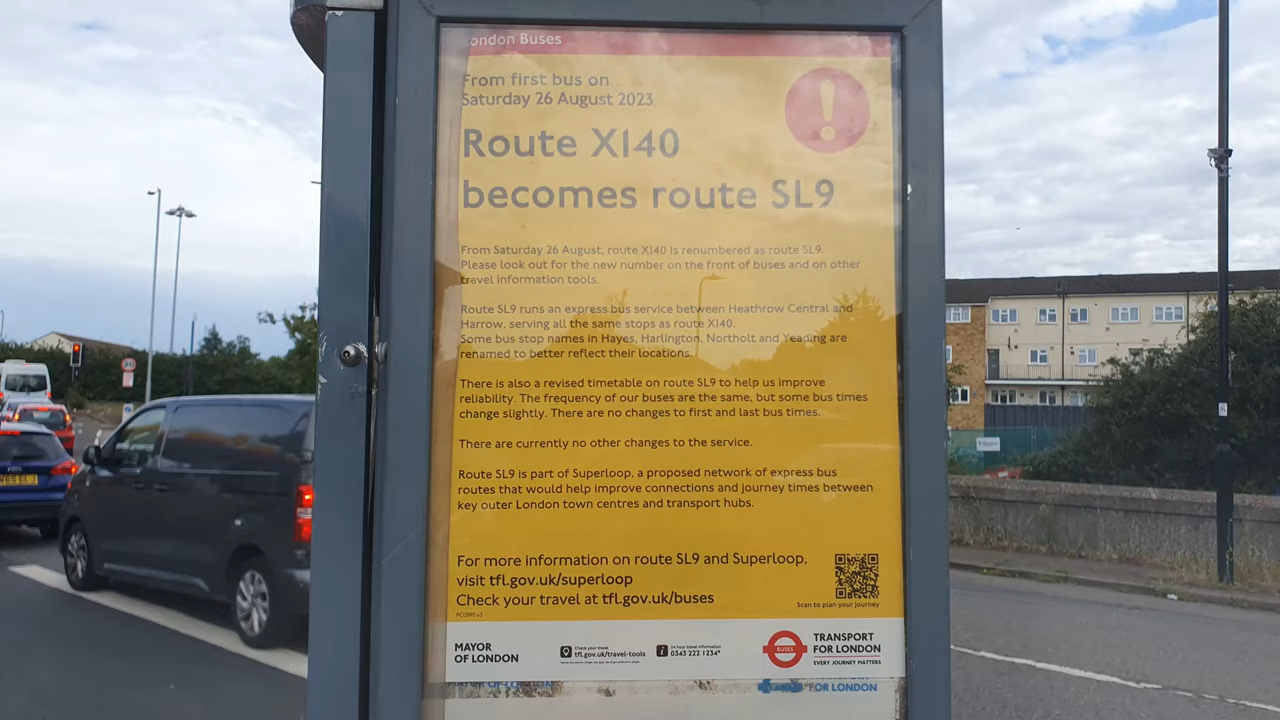 ondon Buses
From first bus on
Saturday 26 August 2023
Route X140
becomes route SL9
From Saturday 26 August, route X140 is renumbered as route SL9.
Please look out for the new number on the front of buses and on other
travel information tools.
Route SL9 runs an express bus service between Heathrow Central and
Harrow, serving all the same stops as route X140.
Some bus stop names in Hayes, Harlington, Northolt and Yeading are
renamed to better reflect their locations.
There is also a revised timetable on route SL9 to help us improve
reliability. The frequency of our buses are the same, but some bus times
change slightly. There are no changes to first and last bus times.
There are currently no other changes to the service.
Route SL9 is part of Superloop, a proposed network of express bus
routes that would help improve connections and journey times between
key outer London town centres and transport hubs.
For more information on route SL9 and Superloop,
visit tfl.gov.uk/superloop
Check your travel at tfl.gov.uk/buses
Scan to plan your journey
MAYOR
OF LONDON
Check your travel
tfl.gov.uk/travel-tools
24 hour travel information
0343 222 1234*
BUSES
TRANSPORT
FOR LONDON
EVERY JOURNEY MATTERS
MAYOR OF LONDON
FOR LONDON